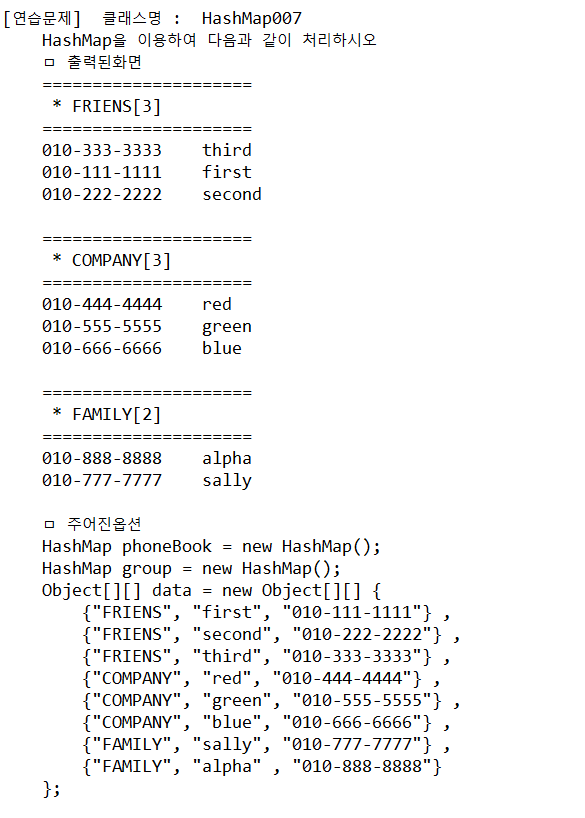 [연습문제]  클래스명 :  HashMap007
HashMap을 이용하여 다음과 같이 처리하시오
ㅁ 출력된화면
=====================
 * FRIENS[3]
=====================
010-333-3333    third
010-111-1111    first
010-222-2222    second

=====================
 * COMPANY[3]
=====================
010-444-4444    red
010-555-5555    green
010-666-6666    blue

=====================
 * FAMILY[2]
=====================
010-888-8888    alpha
010-777-7777    sally

ㅁ 주어진옵션
HashMap phoneBook = new HashMap();
HashMap group = new HashMap();
Object[][] data = new Object[][] {
    {"FRIENS", "first", "010-111-1111"} ,
    {"FRIENS", "second", "010-222-2222"} ,
    {"FRIENS", "third", "010-333-3333"} ,
    {"COMPANY", "red", "010-444-4444"} ,
    {"COMPANY", "green", "010-555-5555"} ,
    {"COMPANY", "blue", "010-666-6666"} ,
    {"FAMILY", "sally", "010-777-7777"} ,
    {"FAMILY", "alpha" , "010-888-8888"}
};